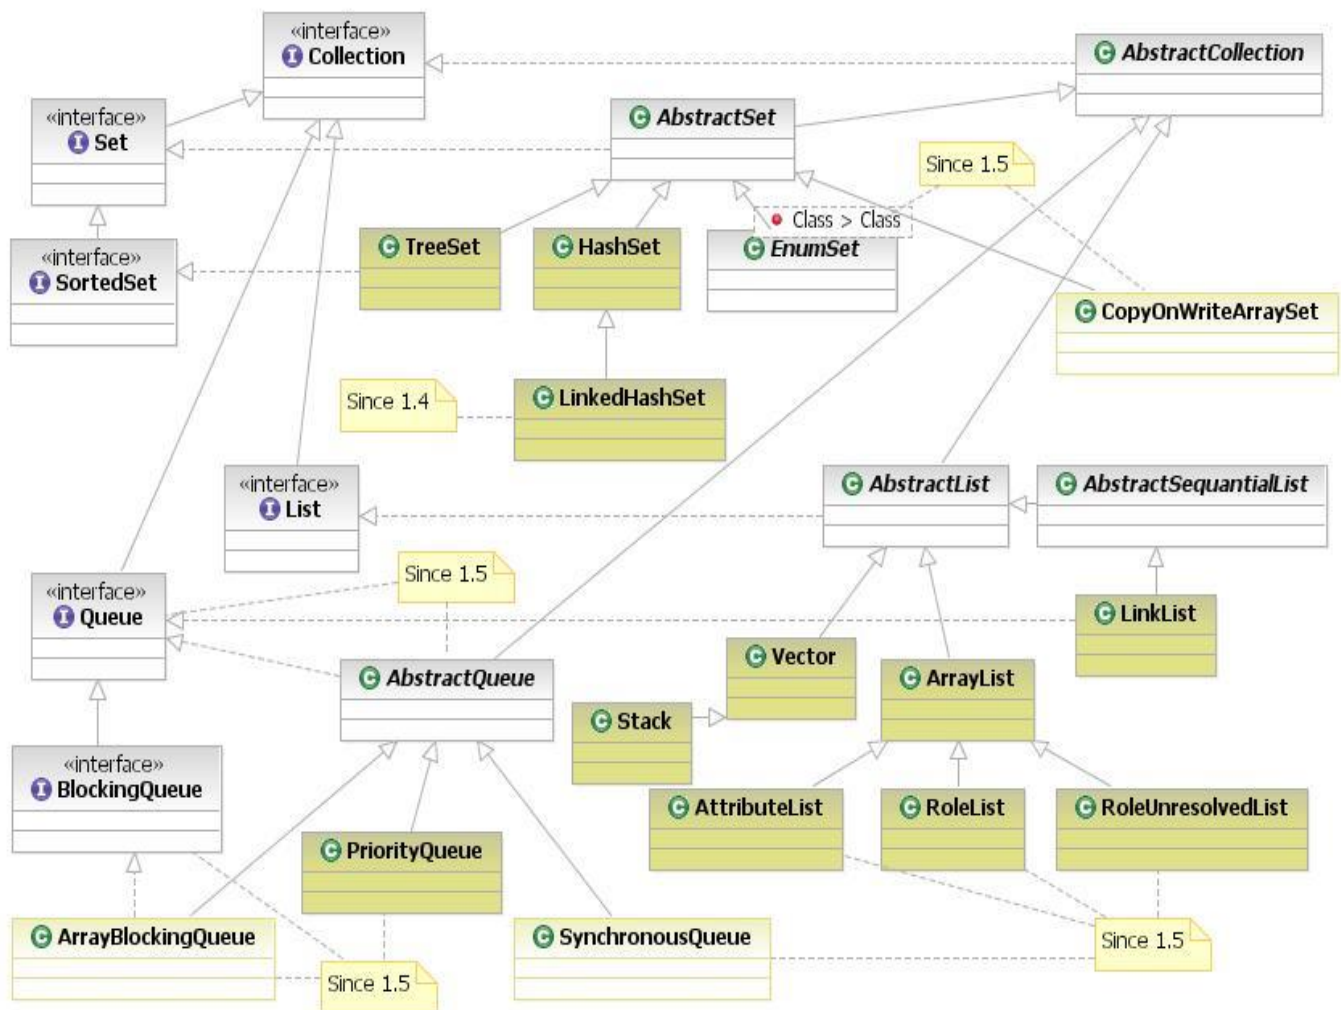 «interface»
Collection
AbstractCollection
«interface»
Set
AbstractSet
Since 1.5
Class > Class
«interface»
SortedSet
TreeSet
HashSet
EnumSet
CopyOnWriteArraySet
Since 1.4
LinkedHashSet
«interface»
List
AbstractList
AbstractSequantialList
«interface»
Queue
Since 1.5
LinkList
AbstractQueue
Vector
ArrayList
Stack
«interface»
BlockingQueue
AttributeList
RoleList
RoleUnresolvedList
PriorityQueue
ArrayBlockingQueue
SynchronousQueue
Since 1.5
Since 1.5